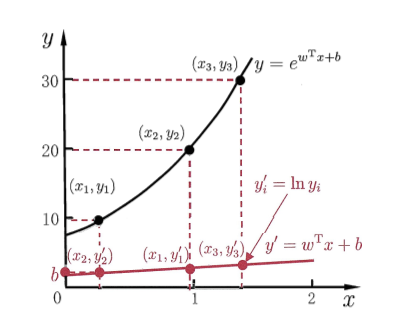 y
(x₃, y₃)
y = e^{wᵀx+b}
30
(x₂, y₂)
20
(x₁, y₁)
y′ᵢ = ln yᵢ
10
(x₂, y′₂)
(x₁, y′₁)
(x₃, y′₃)
y′ = wᵀx + b
b
0
1
2
x